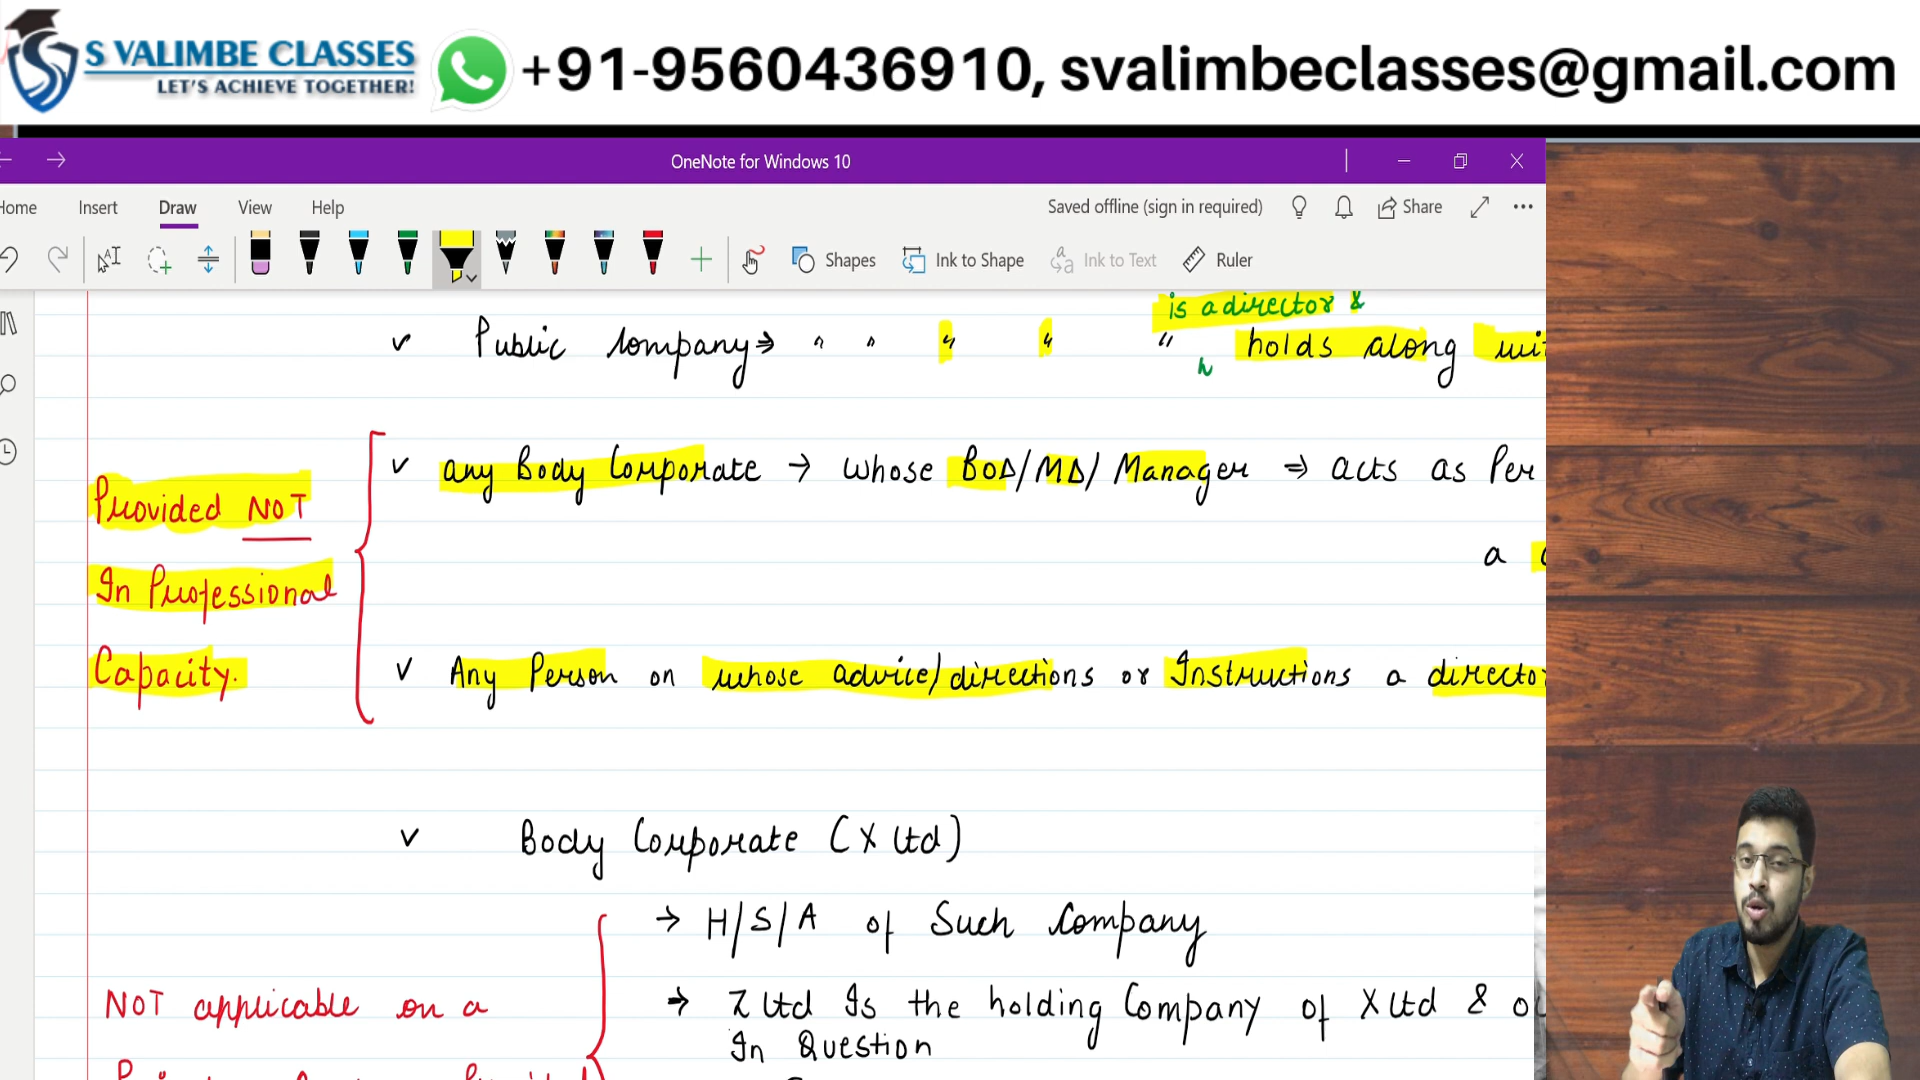 S VALIMBE CLASSES
LET'S ACHIEVE TOGETHER!
+91-9560436910, svalimbeclasses@gmail.com
OneNote for Windows 10
Home Insert Draw View Help
Saved offline (sign in required) Share
Shapes Ink to Shape Ink to Text Ruler
is a director &
Public Company ⇒ " " " " " holds along
any Body Corporate → whose BOD/MD/Manager ⇒ acts as Per
Provided NOT
a
In Professional
Capacity.
Any Person on whose advice/directions or Instructions a directo
Body Corporate (X Ltd)
→ H/S/A of Such Company
NOT applicable on a
→ Z Ltd Is the holding Company of X Ltd &
In Question